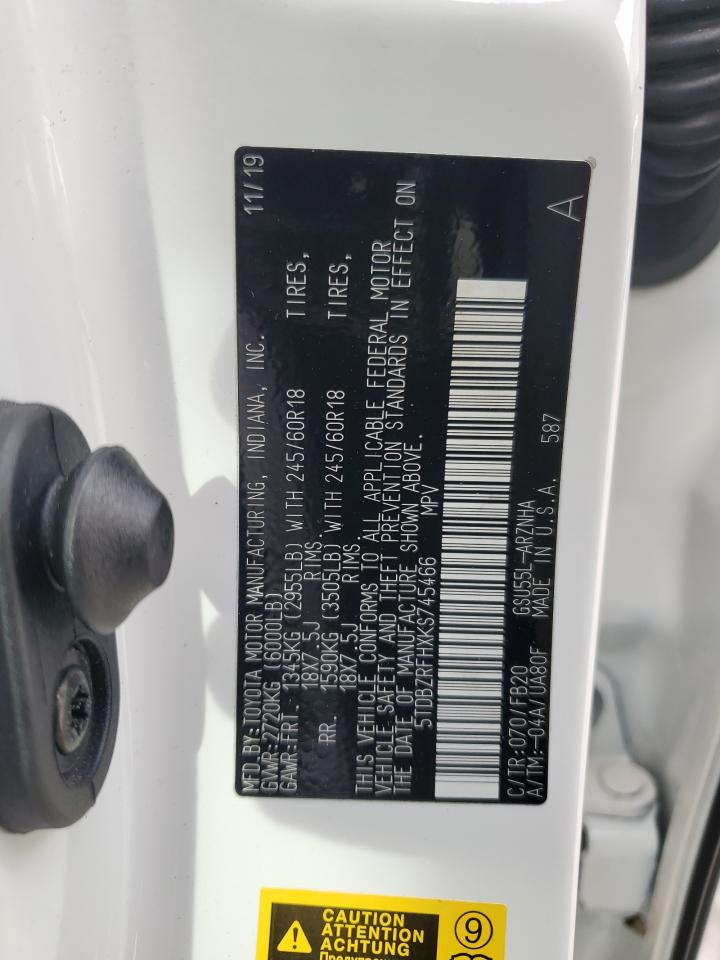 MFD.BY:TOYOTA MOTOR MANUFACTURING, INDIANA, INC. 11/19
GVWR:2720KG (6000LB)
GAWR:FRT. 1345KG (2955LB) WITH 245/60R18 TIRES,
18X7.5J RIMS.
RR. 1590KG (3505LB) WITH 245/60R18 TIRES,
18X7.5J RIMS.
THIS VEHICLE CONFORMS TO ALL APPLICABLE FEDERAL MOTOR
VEHICLE SAFETY AND THEFT PREVENTION STANDARDS IN EFFECT ON
THE DATE OF MANUFACTURE SHOWN ABOVE.
5TDBZRFHXKS745466 MPV
C/TR:070/FB20 GSU55L-ARZNHA 587 A
A/TM:-04A/UA80F MADE IN U.S.A.
CAUTION
ATTENTION
ACHTUNG
9